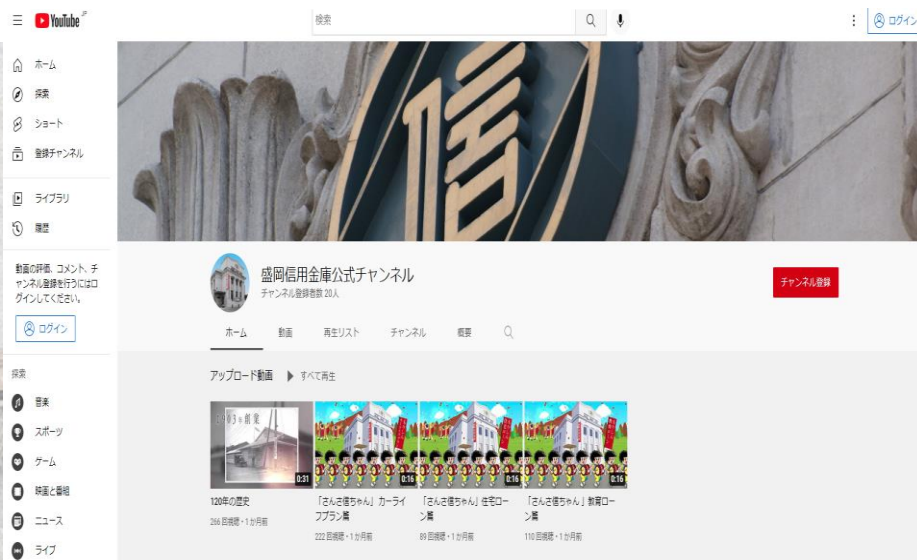 YouTube JP
検索
ログイン
ホーム
探索
ショート
登録チャンネル
ライブラリ
履歴
動画の評価、コメント、チ
ャンネル登録を行うにはロ
グインしてください。
ログイン
探索
音楽
スポーツ
ゲーム
映画と番組
ニュース
ライブ
信
盛岡信用金庫公式チャンネル
チャンネル登録者数 20人
チャンネル登録
ホーム
動画
再生リスト
チャンネル
概要
アップロード動画
すべて再生
1903年創業
0:31
120年の歴史
266 回視聴・1 か月前
0:16
「さんさ信ちゃん」カーライ
フプラン篇
222 回視聴・1 か月前
0:16
「さんさ信ちゃん」住宅ロー
ン篇
89 回視聴・1 か月前
0:16
「さんさ信ちゃん」教育ロー
ン篇
110 回視聴・1 か月前